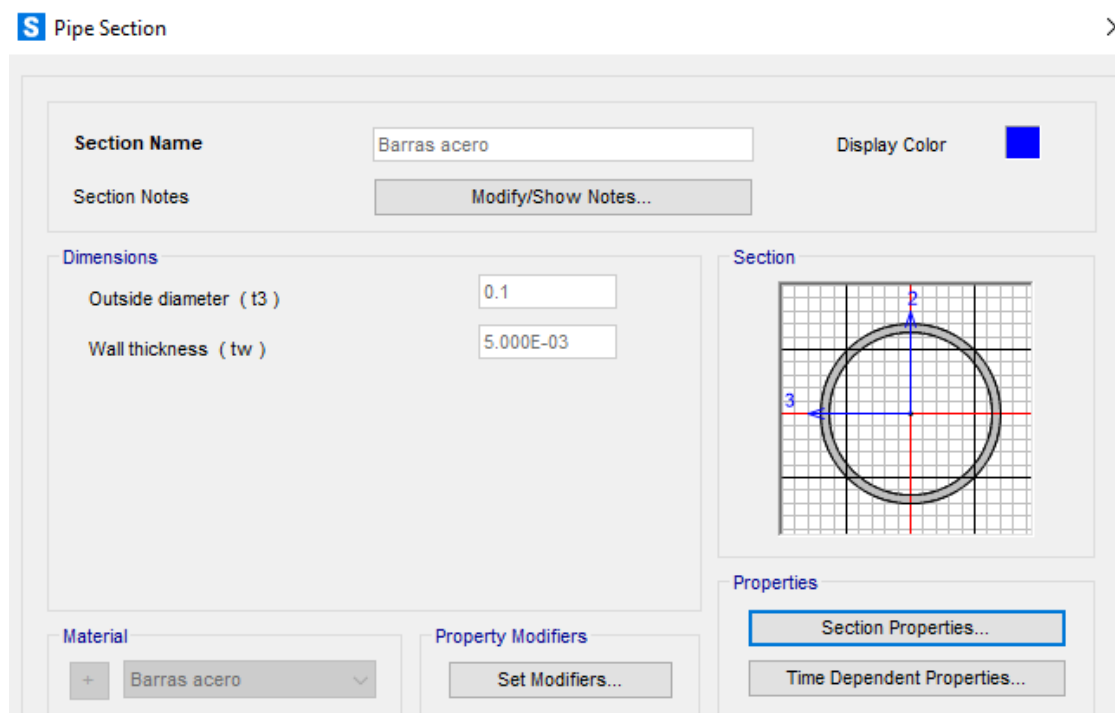 S Pipe Section
Section Name Barras acero Display Color
Section Notes Modify/Show Notes...
Dimensions
Outside diameter ( t3 ) 0.1
Wall thickness ( tw ) 5.000E-03
Section
2
3
Properties
Section Properties...
Time Dependent Properties...
Material
+ Barras acero
Property Modifiers
Set Modifiers...